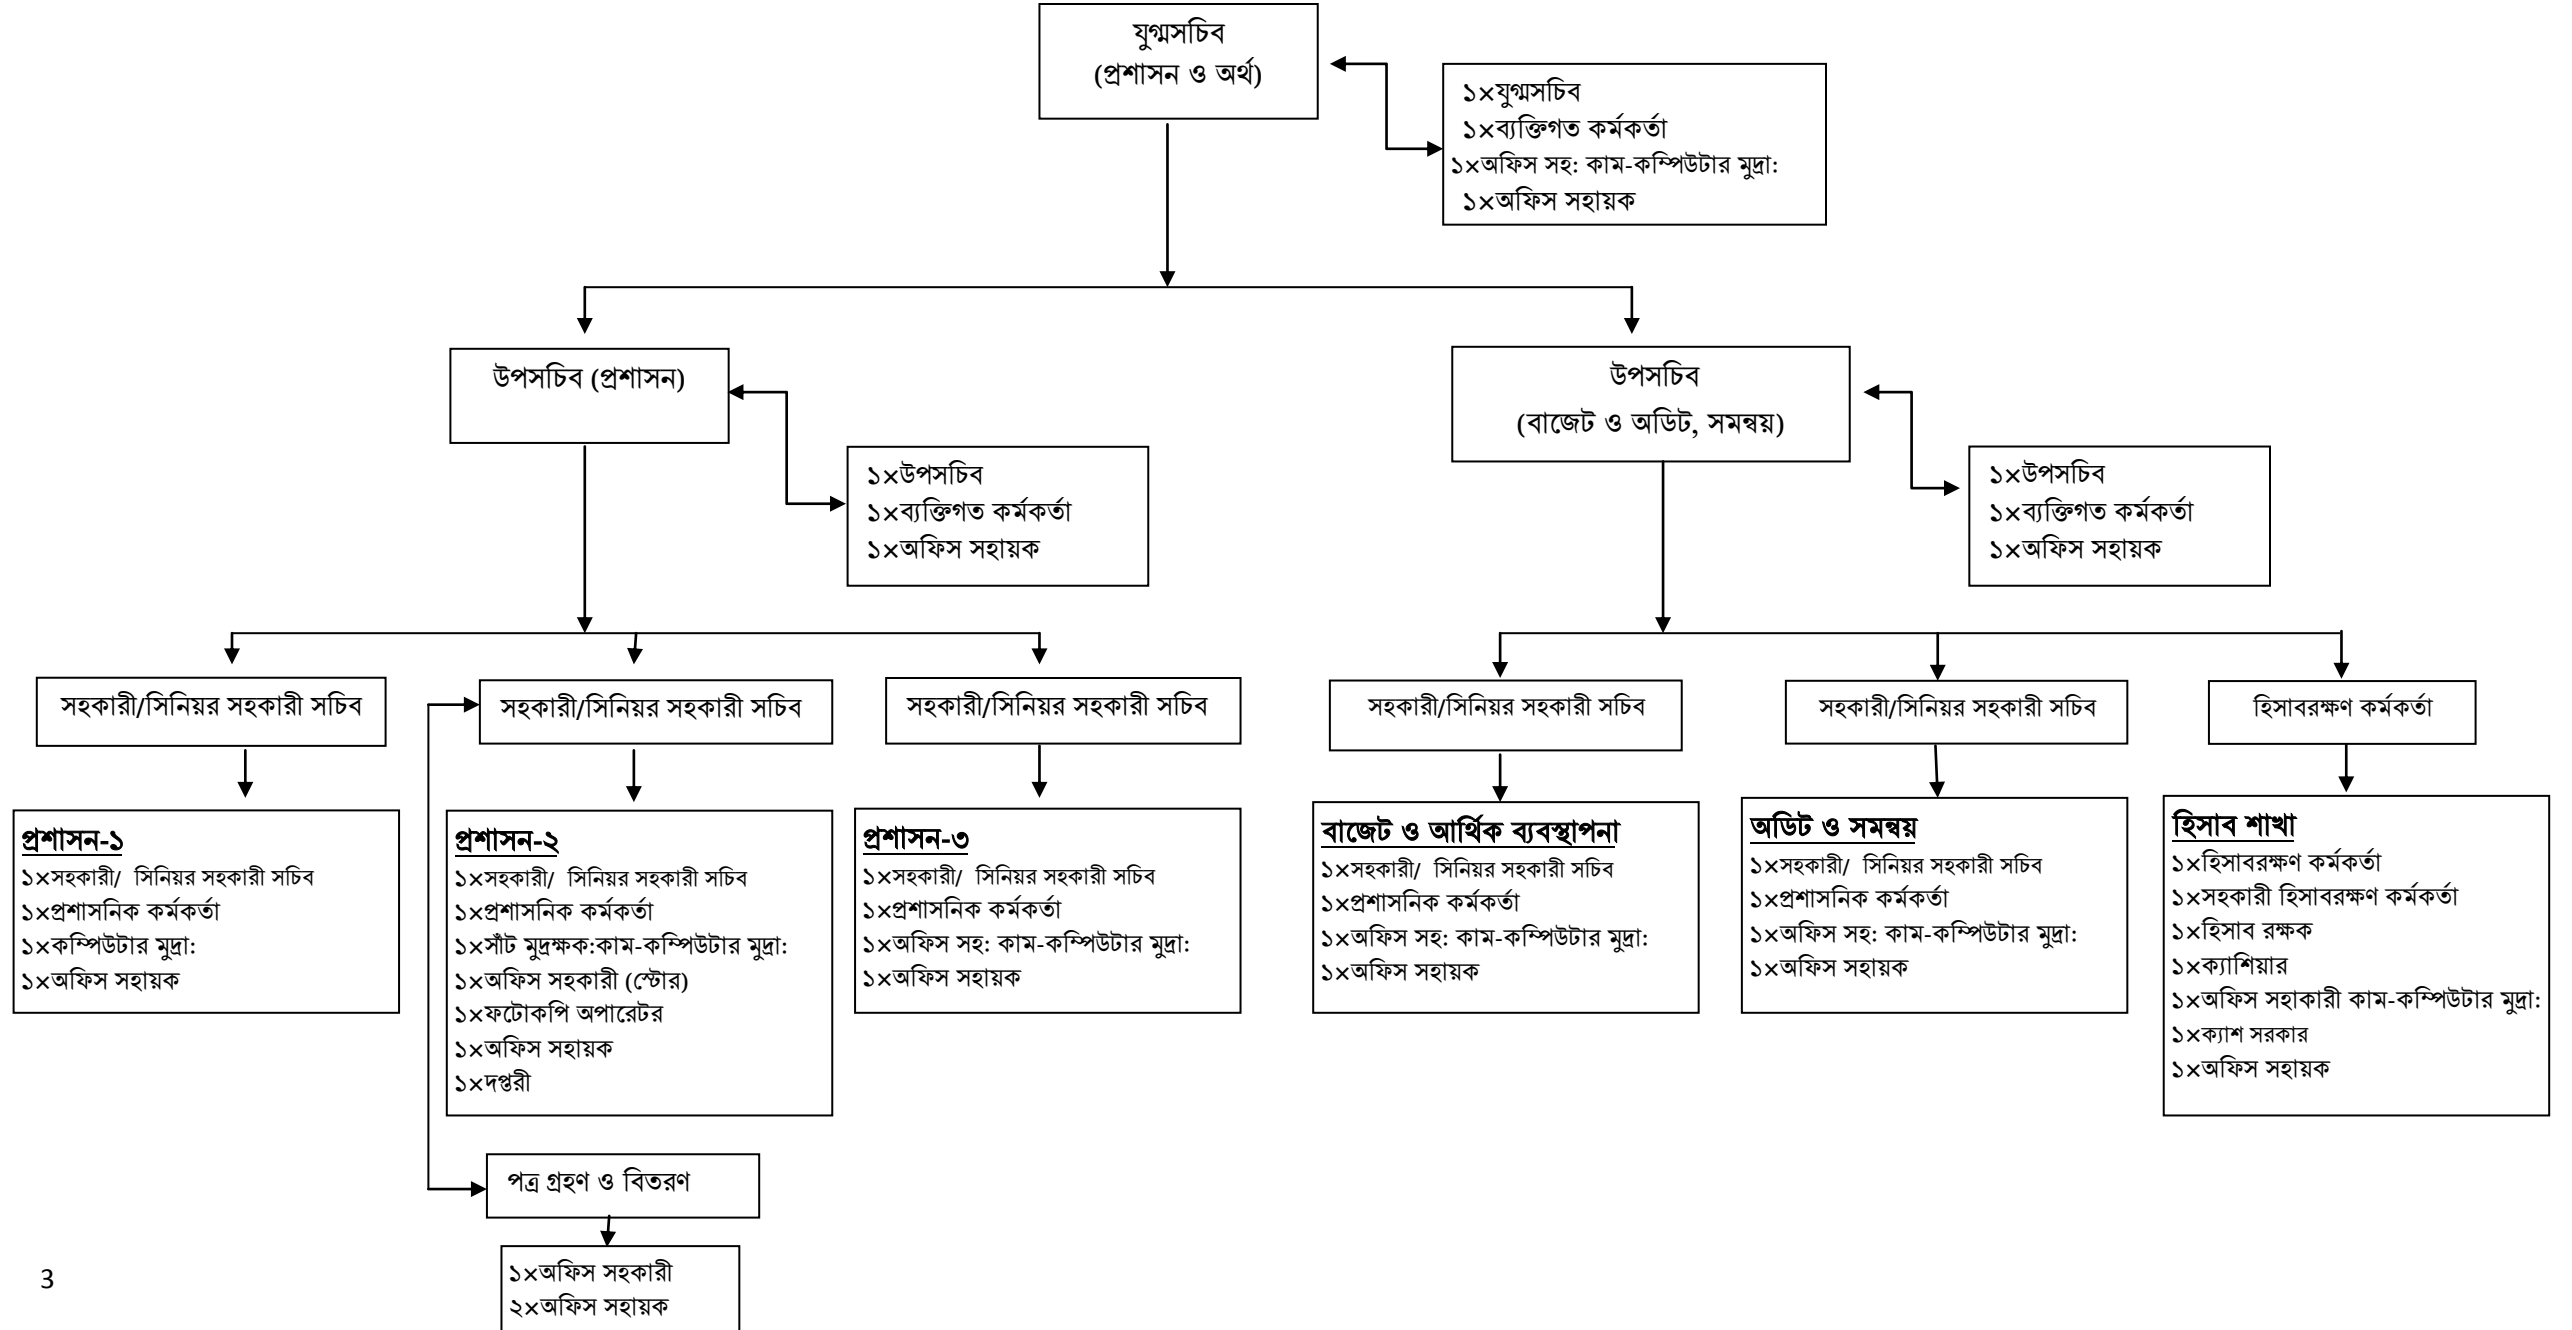 যুগ্মসচিব
(প্রশাসন ও অর্থ)
১×যুগ্মসচিব
১×ব্যক্তিগত কর্মকর্তা
১×অফিস সহ: কাম-কম্পিউটার মুদ্রা:
১×অফিস সহায়ক
উপসচিব (প্রশাসন)
১×উপসচিব
১×ব্যক্তিগত কর্মকর্তা
১×অফিস সহায়ক
উপসচিব
(বাজেট ও অডিট, সমন্বয়)
১×উপসচিব
১×ব্যক্তিগত কর্মকর্তা
১×অফিস সহায়ক
সহকারী/সিনিয়র সহকারী সচিব
সহকারী/সিনিয়র সহকারী সচিব
সহকারী/সিনিয়র সহকারী সচিব
সহকারী/সিনিয়র সহকারী সচিব
সহকারী/সিনিয়র সহকারী সচিব
হিসাবরক্ষণ কর্মকর্তা
প্রশাসন-১
১×সহকারী/ সিনিয়র সহকারী সচিব
১×প্রশাসনিক কর্মকর্তা
১×কম্পিউটার মুদ্রা:
১×অফিস সহায়ক
প্রশাসন-২
১×সহকারী/ সিনিয়র সহকারী সচিব
১×প্রশাসনিক কর্মকর্তা
১×সাঁট মুদ্রক্ষক:কাম-কম্পিউটার মুদ্রা:
১×অফিস সহকারী (স্টোর)
১×ফটোকপি অপারেটর
১×অফিস সহায়ক
১×দপ্তরী
প্রশাসন-৩
১×সহকারী/ সিনিয়র সহকারী সচিব
১×প্রশাসনিক কর্মকর্তা
১×অফিস সহ: কাম-কম্পিউটার মুদ্রা:
১×অফিস সহায়ক
বাজেট ও আর্থিক ব্যবস্থাপনা
১×সহকারী/ সিনিয়র সহকারী সচিব
১×প্রশাসনিক কর্মকর্তা
১×অফিস সহ: কাম-কম্পিউটার মুদ্রা:
১×অফিস সহায়ক
অডিট ও সমন্বয়
১×সহকারী/ সিনিয়র সহকারী সচিব
১×প্রশাসনিক কর্মকর্তা
১×অফিস সহ: কাম-কম্পিউটার মুদ্রা:
১×অফিস সহায়ক
হিসাব শাখা
১×হিসাবরক্ষণ কর্মকর্তা
১×সহকারী হিসাবরক্ষণ কর্মকর্তা
১×হিসাব রক্ষক
১×ক্যাশিয়ার
১×অফিস সহাকারী কাম-কম্পিউটার মুদ্রা:
১×ক্যাশ সরকার
১×অফিস সহায়ক
পত্র গ্রহণ ও বিতরণ
১×অফিস সহকারী
২×অফিস সহায়ক
3